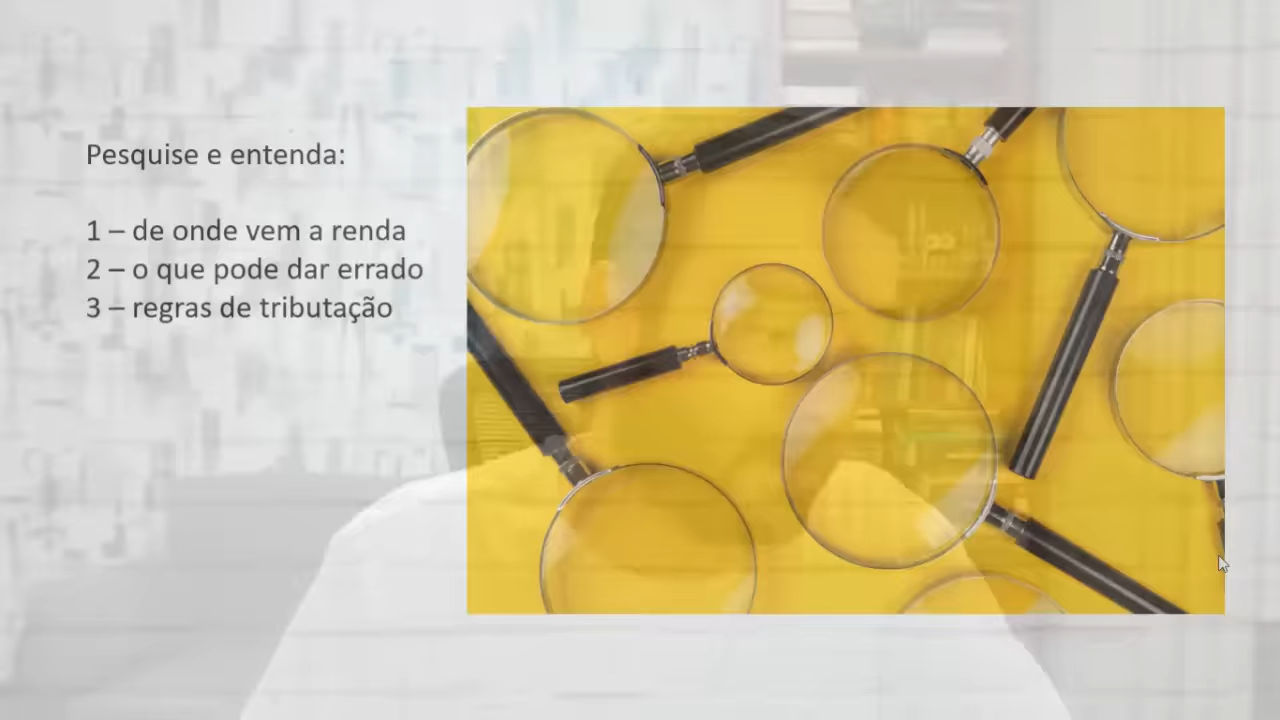 Pesquise e entenda:
1 – de onde vem a renda
2 – o que pode dar errado
3 – regras de tributação